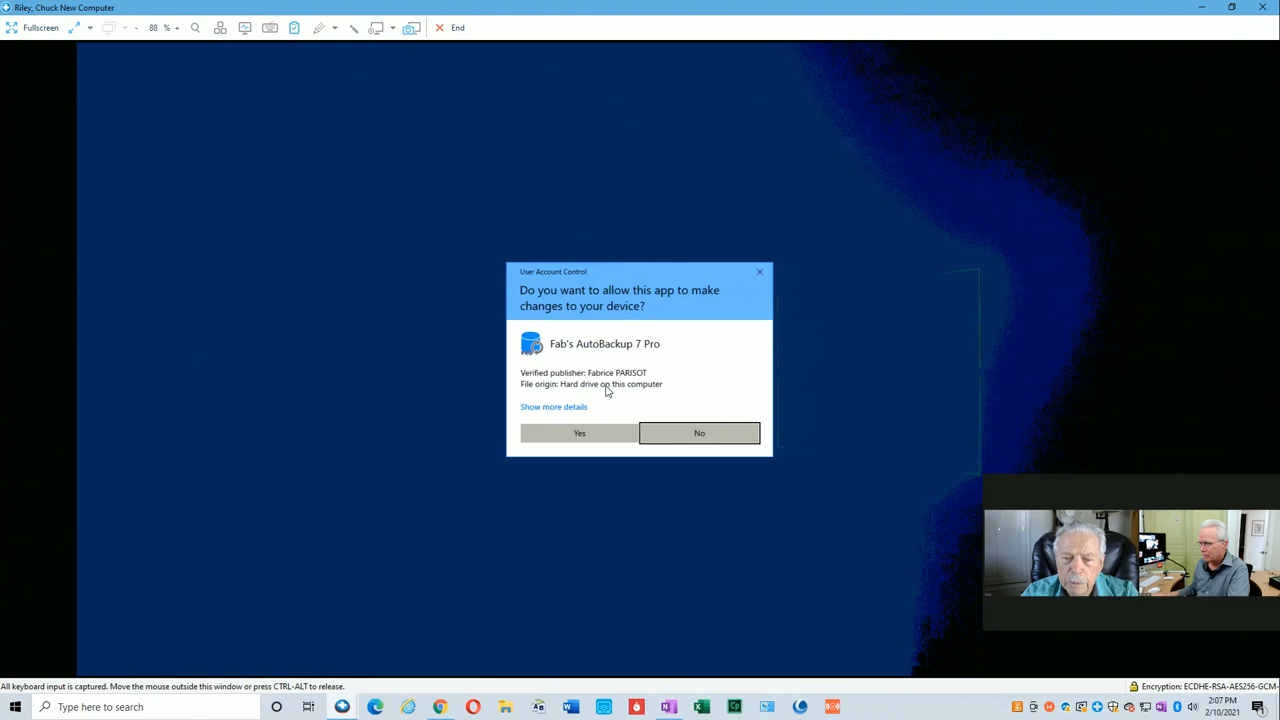 Riley, Chuck New Computer
Fullscreen - 88 % + End
User Account Control
Do you want to allow this app to make
changes to your device?
Fab's AutoBackup 7 Pro
Verified publisher: Fabrice PARISOT
File origin: Hard drive on this computer
Show more details
Yes No
All keyboard input is captured. Move the mouse outside this window or press CTRL-ALT to release.
Encryption: ECDHE-RSA-AES256-GCM-
Type here to search
2:07 PM
2/10/2021